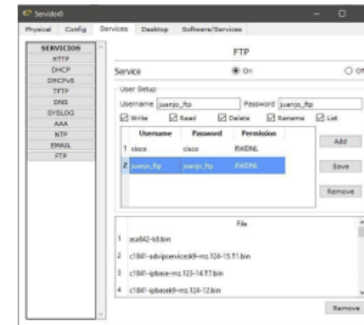 Servidor0
Physical Config Services Desktop Software/Services
SERVICIOS
HTTP
DHCP
DHCPv6
TFTP
DNS
SYSLOG
AAA
NTP
EMAIL
FTP
FTP
Service On Off
User Setup
Username juanjo_ftp Password juanjo_ftp
Write Read Delete Rename List
Username Password Permission
1 cisco cisco RWDNL
2 juanjo_ftp juanjo_ftp RWDNL
Add
Save
Remove
File
1 asa842-k8.bin
2 c1841-advipservicesk9-mz.124-15.T1.bin
3 c1841-ipbase-mz.123-14.T7.bin
4 c1841-ipbasek9-mz.124-12.bin
Remove